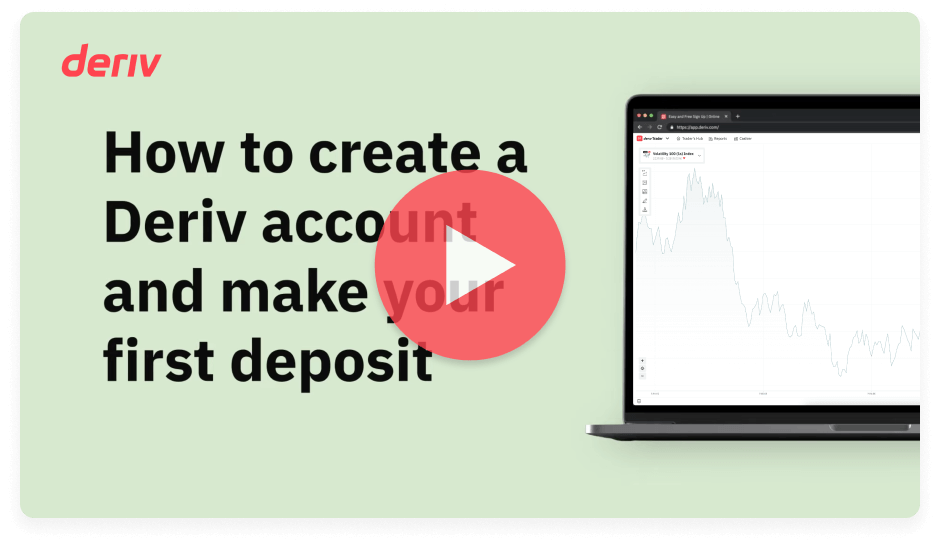 deriv
How to create a
Deriv account
and make your
first deposit
Easy and Free Sign Up | Online
https://app.deriv.com/
Deriv Trader
Trader's Hub
Reports
Cashier
Volatility 100 (1s) Index